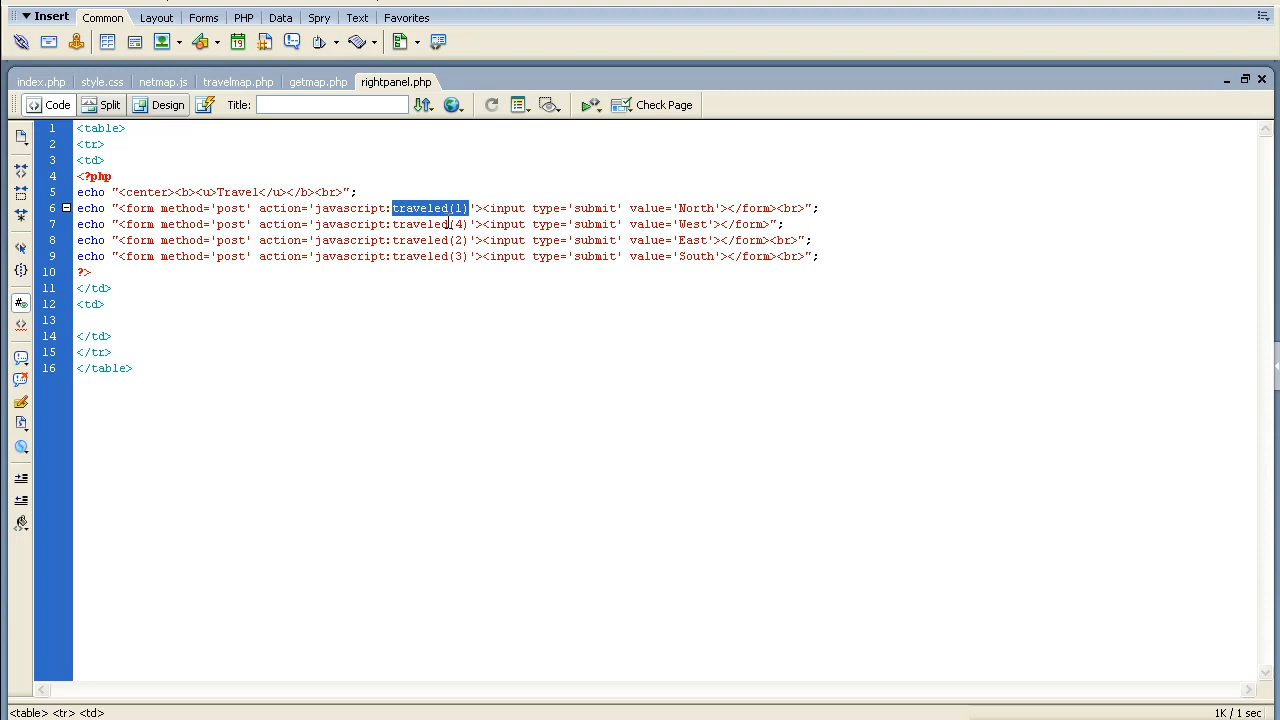 Insert Common Layout Forms PHP Data Spry Text Favorites
19
index.php style.css netmap.js travelmap.php getmap.php rightpanel.php
Code Split Design Title: Check Page
1 <table>
2 <tr>
3 <td>
4 <?php
5 echo "<center><b><u>Travel</u></b><br>";
6 echo "<form method='post' action='javascript:traveled(1)'><input type='submit' value='North'></form><br>";
7 echo "<form method='post' action='javascript:traveled(4)'><input type='submit' value='West'></form>";
8 echo "<form method='post' action='javascript:traveled(2)'><input type='submit' value='East'></form><br>";
9 echo "<form method='post' action='javascript:traveled(3)'><input type='submit' value='South'></form><br>";
10 ?>
11 </td>
12 <td>
13
14 </td>
15 </tr>
16 </table>
<table> <tr> <td> 1K / 1 sec